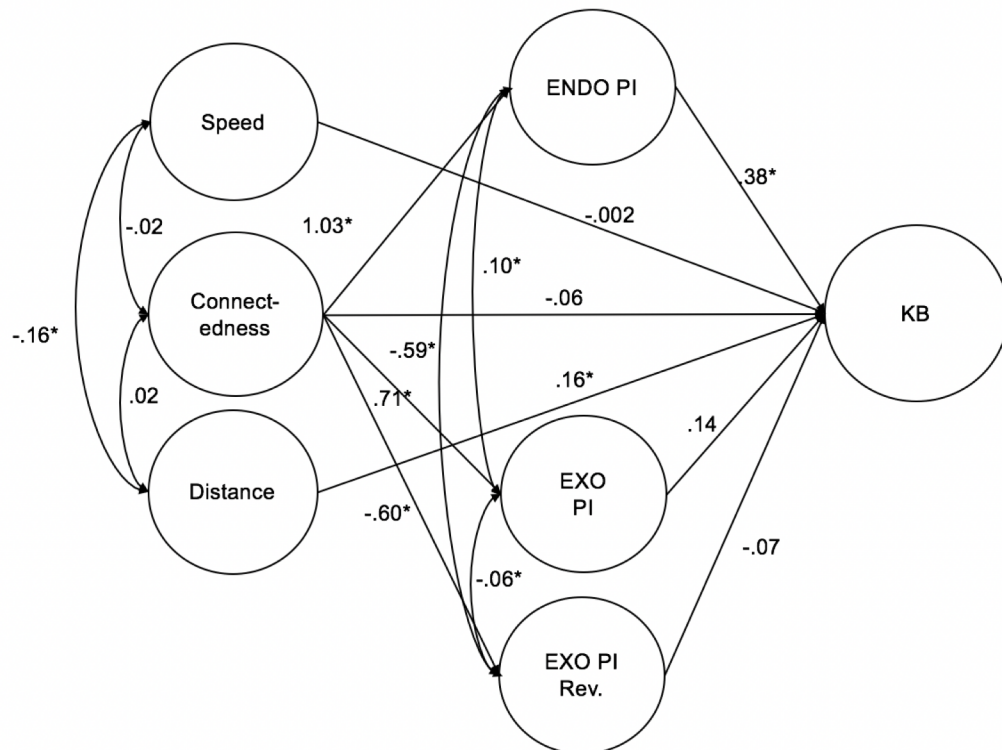 ENDO PI
Speed
.38*
-.002
-.02
1.03*
.10*
-.06
Connect-
edness
KB
-.16*
-.59*
.16*
.02
.71*
.14
Distance
EXO
PI
-.60*
-.07
-.06*
EXO PI
Rev.